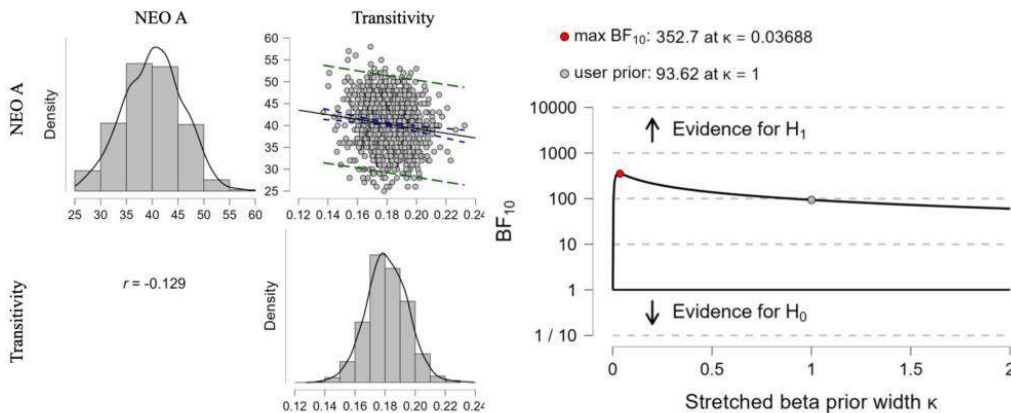 NEO A
Transitivity
NEO A
Density
25 30 35 40 45 50 55 60
60
55
50
45
40
35
30
25
0.12 0.14 0.16 0.18 0.20 0.22 0.24
Transitivity
r = -0.129
Density
0.12 0.14 0.16 0.18 0.20 0.22 0.24
max BF10: 352.7 at κ = 0.03688
user prior: 93.62 at κ = 1
BF10
10000
1000
100
10
1
1 / 10
Evidence for H1
Evidence for H0
0 0.5 1 1.5 2
Stretched beta prior width κ